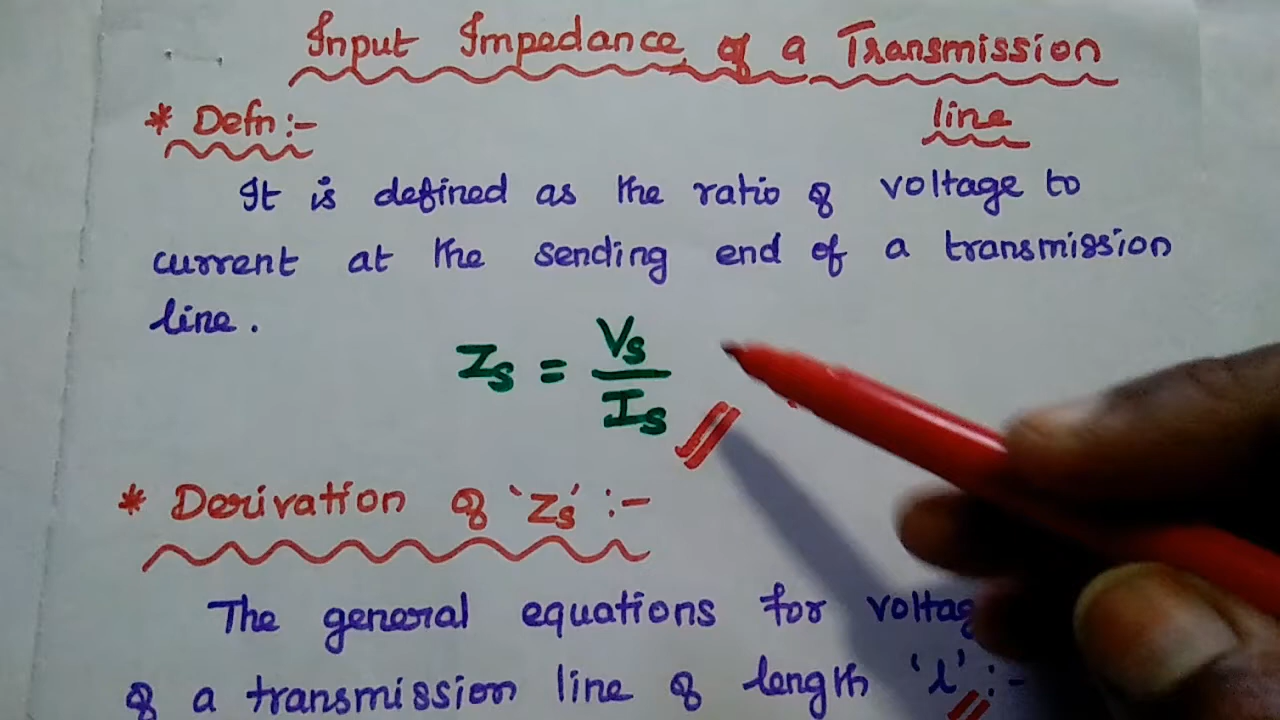 Input Impedance of a Transmission
line
* Defn:-
It is defined as the ratio of voltage to
current at the sending end of a transmission
line.
Zs = Vs
Is
* Derivation of 'Zs' :-
The general equations for
of a transmission line of length 'l' :-